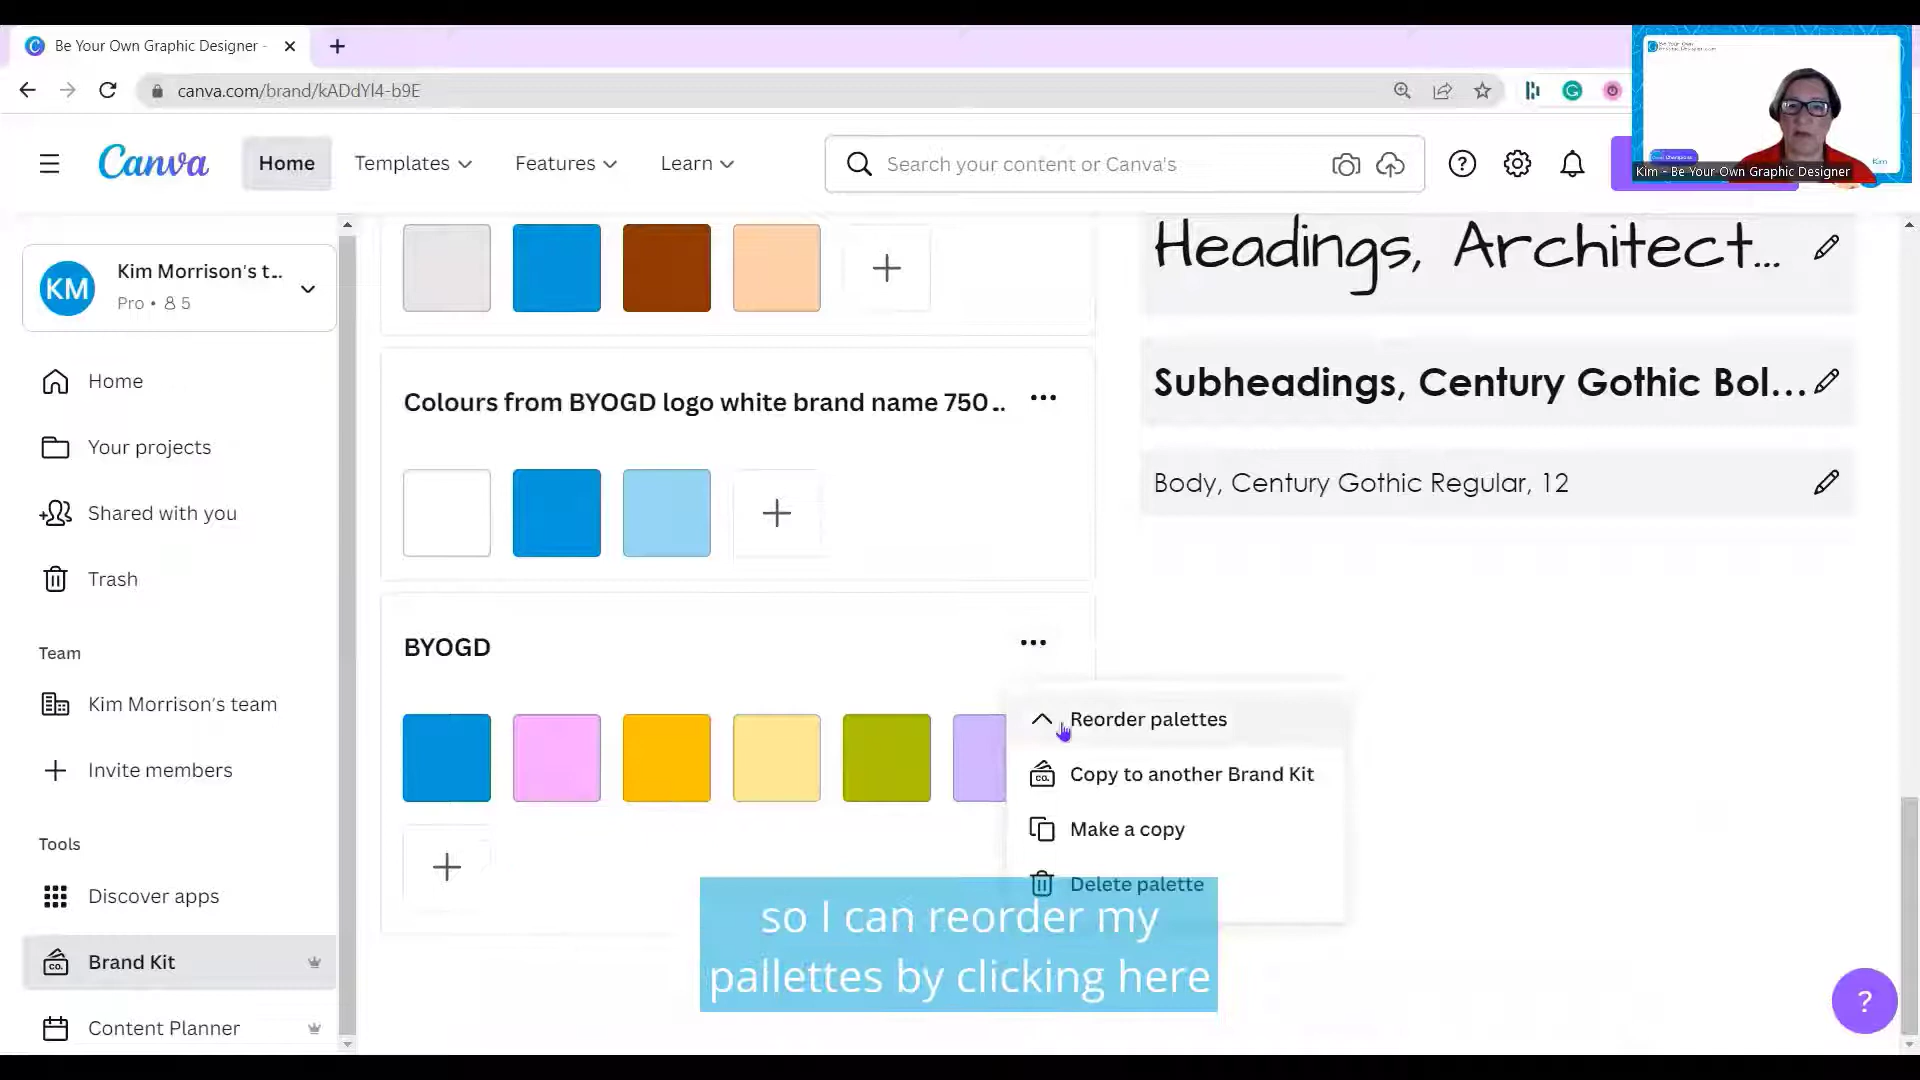 Be Your Own Graphic Designer -
canva.com/brand/kADdYl4-b9E
Canva
Home
Templates
Features
Learn
Search your content or Canva's
Kim - Be Your Own Graphic Designer
Kim
KM
Kim Morrison's t...
Pro • 5
Home
Your projects
Shared with you
Trash
Team
Kim Morrison's team
Invite members
Tools
Discover apps
CO.
Brand Kit
Content Planner
Colours from BYOGD logo white brand name 750..
BYOGD
Headings, Architect...
Subheadings, Century Gothic Bol...
Body, Century Gothic Regular, 12
Reorder palettes
CO.
Copy to another Brand Kit
Make a copy
Delete palette
so I can reorder my
pallettes by clicking here
?